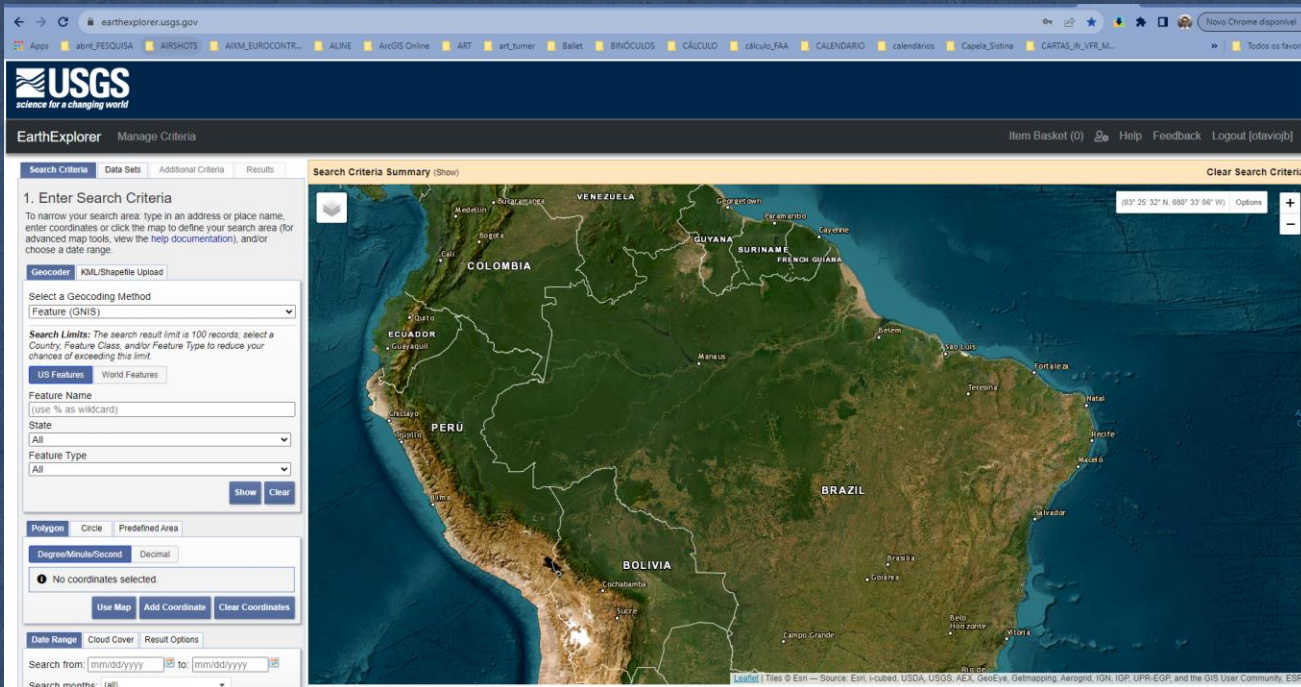 earthexplorer.usgs.gov
Novo Chrome disponível
Apps abnt_PESQUISA AIRSHOTS AIXM_EUROCONTR... ALINE ArcGIS Online ART art_turner Ballet BINÓCULOS CÁLCULO cálculo_FAA CALENDARIO calendários Capela_Sistina CARTAS_ifr_VFR_M... » Todos os favor
USGS
science for a changing world
EarthExplorer Manage Criteria Item Basket (0) Help Feedback Logout [otaviojb]
Search Criteria Data Sets Additional Criteria Results
Search Criteria Summary (Show) Clear Search Criteria
1. Enter Search Criteria
To narrow your search area: type in an address or place name,
enter coordinates or click the map to define your search area (for
advanced map tools, view the help documentation), and/or
choose a date range.
Geocoder KML/Shapefile Upload
Select a Geocoding Method
Feature (GNIS)
Search Limits: The search result limit is 100 records; select a
Country, Feature Class, and/or Feature Type to reduce your
chances of exceeding this limit.
US Features World Features
Feature Name
(use % as wildcard)
State
All
Feature Type
All
Show Clear
Polygon Circle Predefined Area
Degree/Minute/Second Decimal
No coordinates selected.
Use Map Add Coordinate Clear Coordinates
Date Range Cloud Cover Result Options
Search from: mm/dd/yyyy to: mm/dd/yyyy
Search months: (all)
(03° 25' 32" N, 080° 33' 06" W) Options
+
−
VENEZUELA
Bucaramanga
Medellín
Georgetown
Paramaribo
Bogota
Cayenne
Cali
GUYANA
SURINAME
FRENCH GUIANA
COLOMBIA
Quito
ECUADOR
Guayaquil
Belém
Manaus
Sao Luis
Fortaleza
Teresina
Natal
Chiclayo
Trujillo
PERÚ
Recife
Maceió
Lima
BRAZIL
Salvador
BOLIVIA
Brasilia
Goiânia
Cochabamba
Sucre
Belo
Horizonte
Vitória
Campo Grande
Rio de
Leaflet | Tiles © Esri — Source: Esri, i-cubed, USDA, USGS, AEX, GeoEye, Getmapping, Aerogrid, IGN, IGP, UPR-EGP, and the GIS User Community, ESR